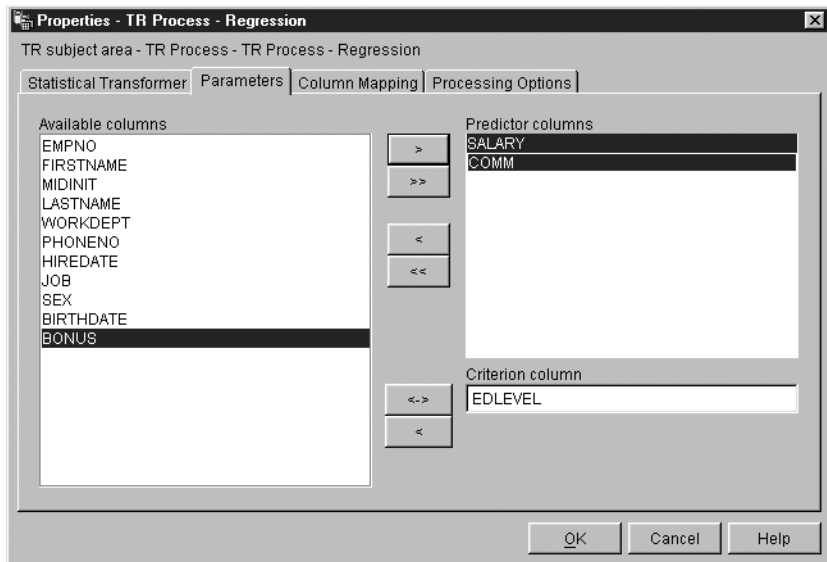 Properties - TR Process - Regression
TR subject area - TR Process - TR Process - Regression
Statistical Transformer Parameters Column Mapping Processing Options
Available columns
EMPNO
FIRSTNAME
MIDINIT
LASTNAME
WORKDEPT
PHONENO
HIREDATE
JOB
SEX
BIRTHDATE
BONUS
>
>>
<
<<
<->
<
Predictor columns
SALARY
COMM
Criterion column
EDLEVEL
OK Cancel Help